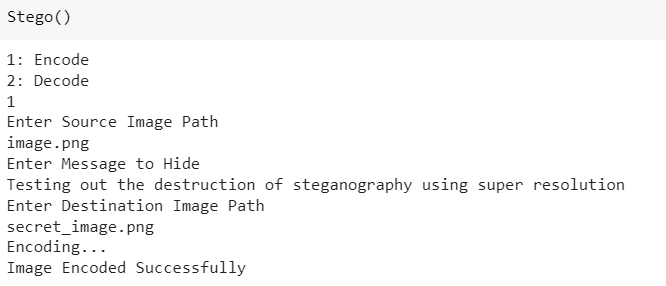 Stego()
1: Encode
2: Decode
1
Enter Source Image Path
image.png
Enter Message to Hide
Testing out the destruction of steganography using super resolution
Enter Destination Image Path
secret_image.png
Encoding...
Image Encoded Successfully